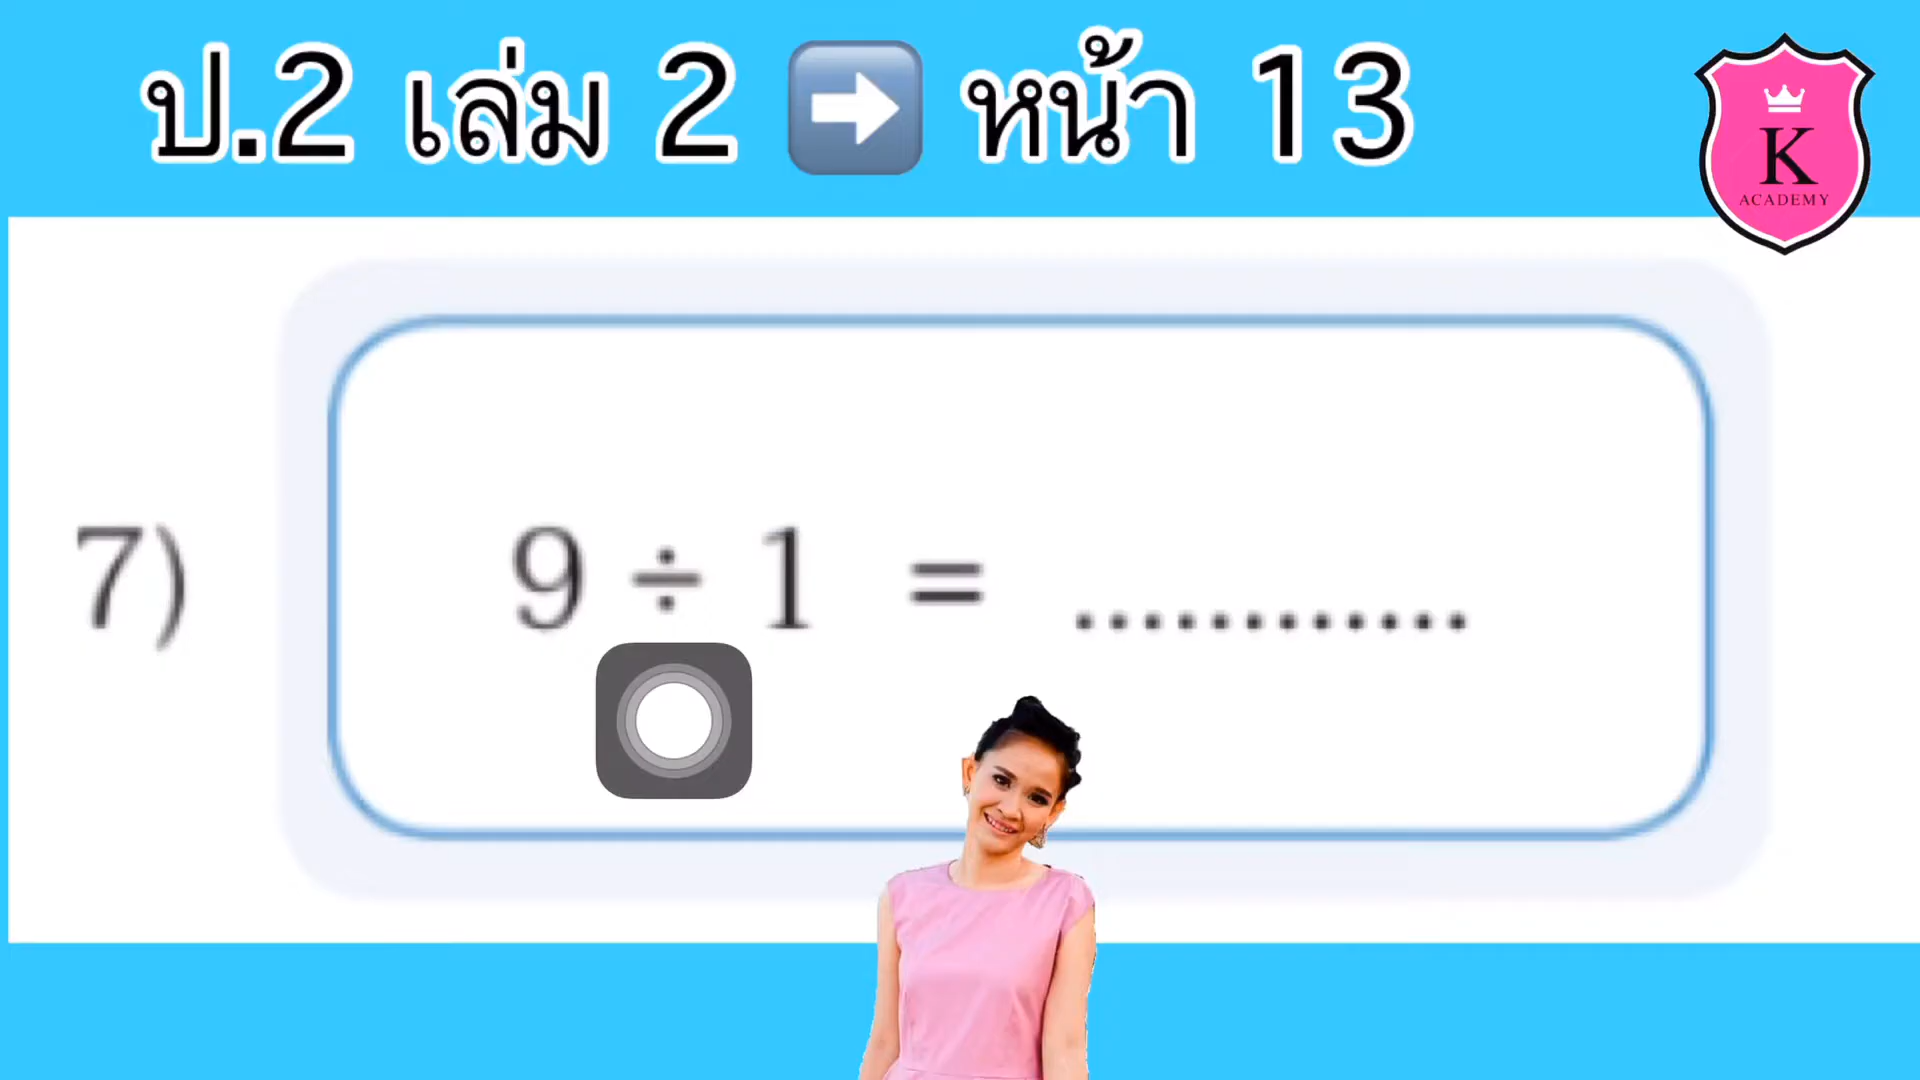 ป.2 เล่ม 2 ➡ หน้า 13
K
ACADEMY
7) 9 ÷ 1 = ............